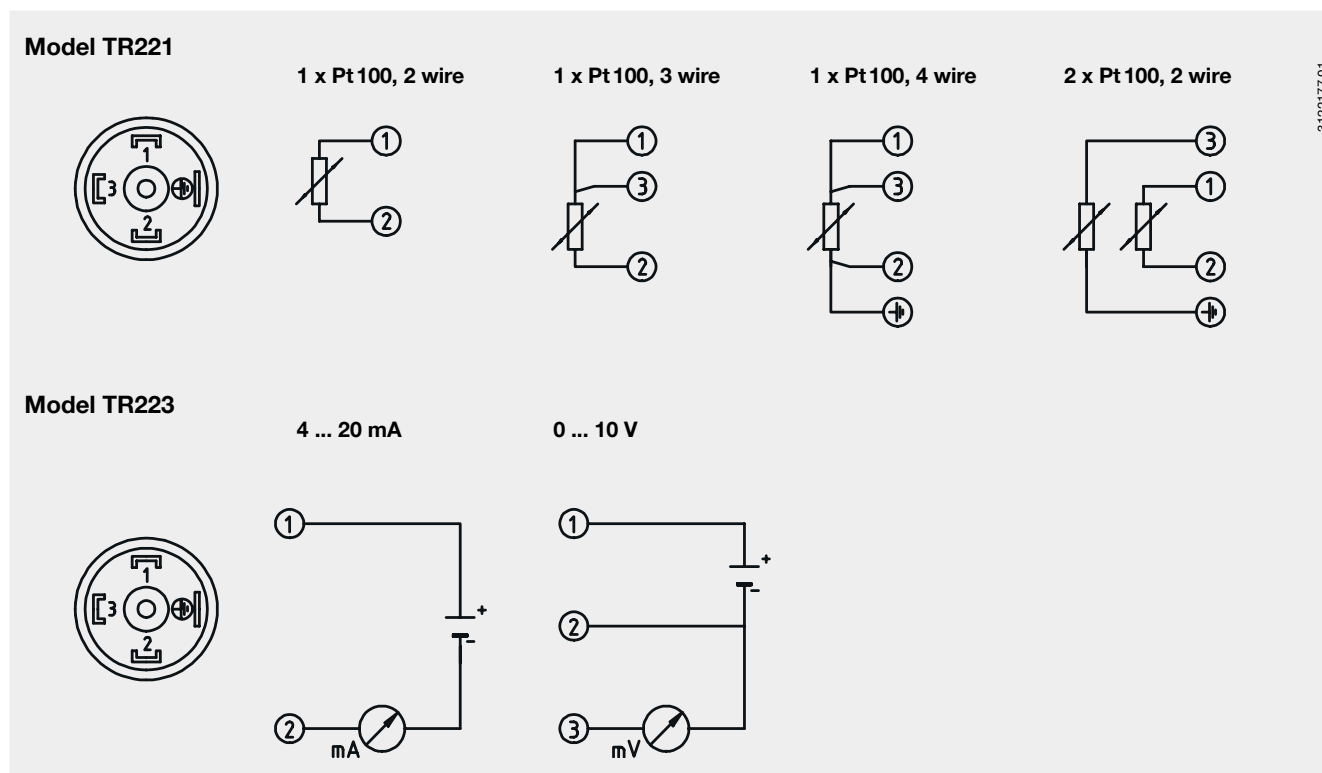 Model TR221
1 x Pt100, 2 wire
1 x Pt100, 3 wire
1 x Pt100, 4 wire
2 x Pt100, 2 wire
1
3
2
1
2
1
3
2
1
3
2
3
1
2
Model TR223
4 ... 20 mA
0 ... 10 V
1
3
2
1
+
-
2
mA
1
+
-
2
3
mV